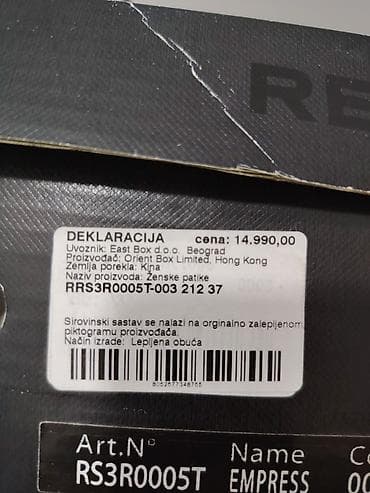 RE
DEKLARACIJA cena: 14.990,00
Uvoznik: East Box d.o.o. Beograd
Proizvođač: Orient Box Limited, Hong Kong
Zemlja porekla: Kina
Naziv proizvoda: Ženske patike
RRS3R0005T-003 212 37
Sirovinski sastav se nalazi na orginalno zalepljenom
piktogramu proizvođača.
Način izrade: Lepljena obuća
Art.N° Name
RS3R0005T EMPRESS